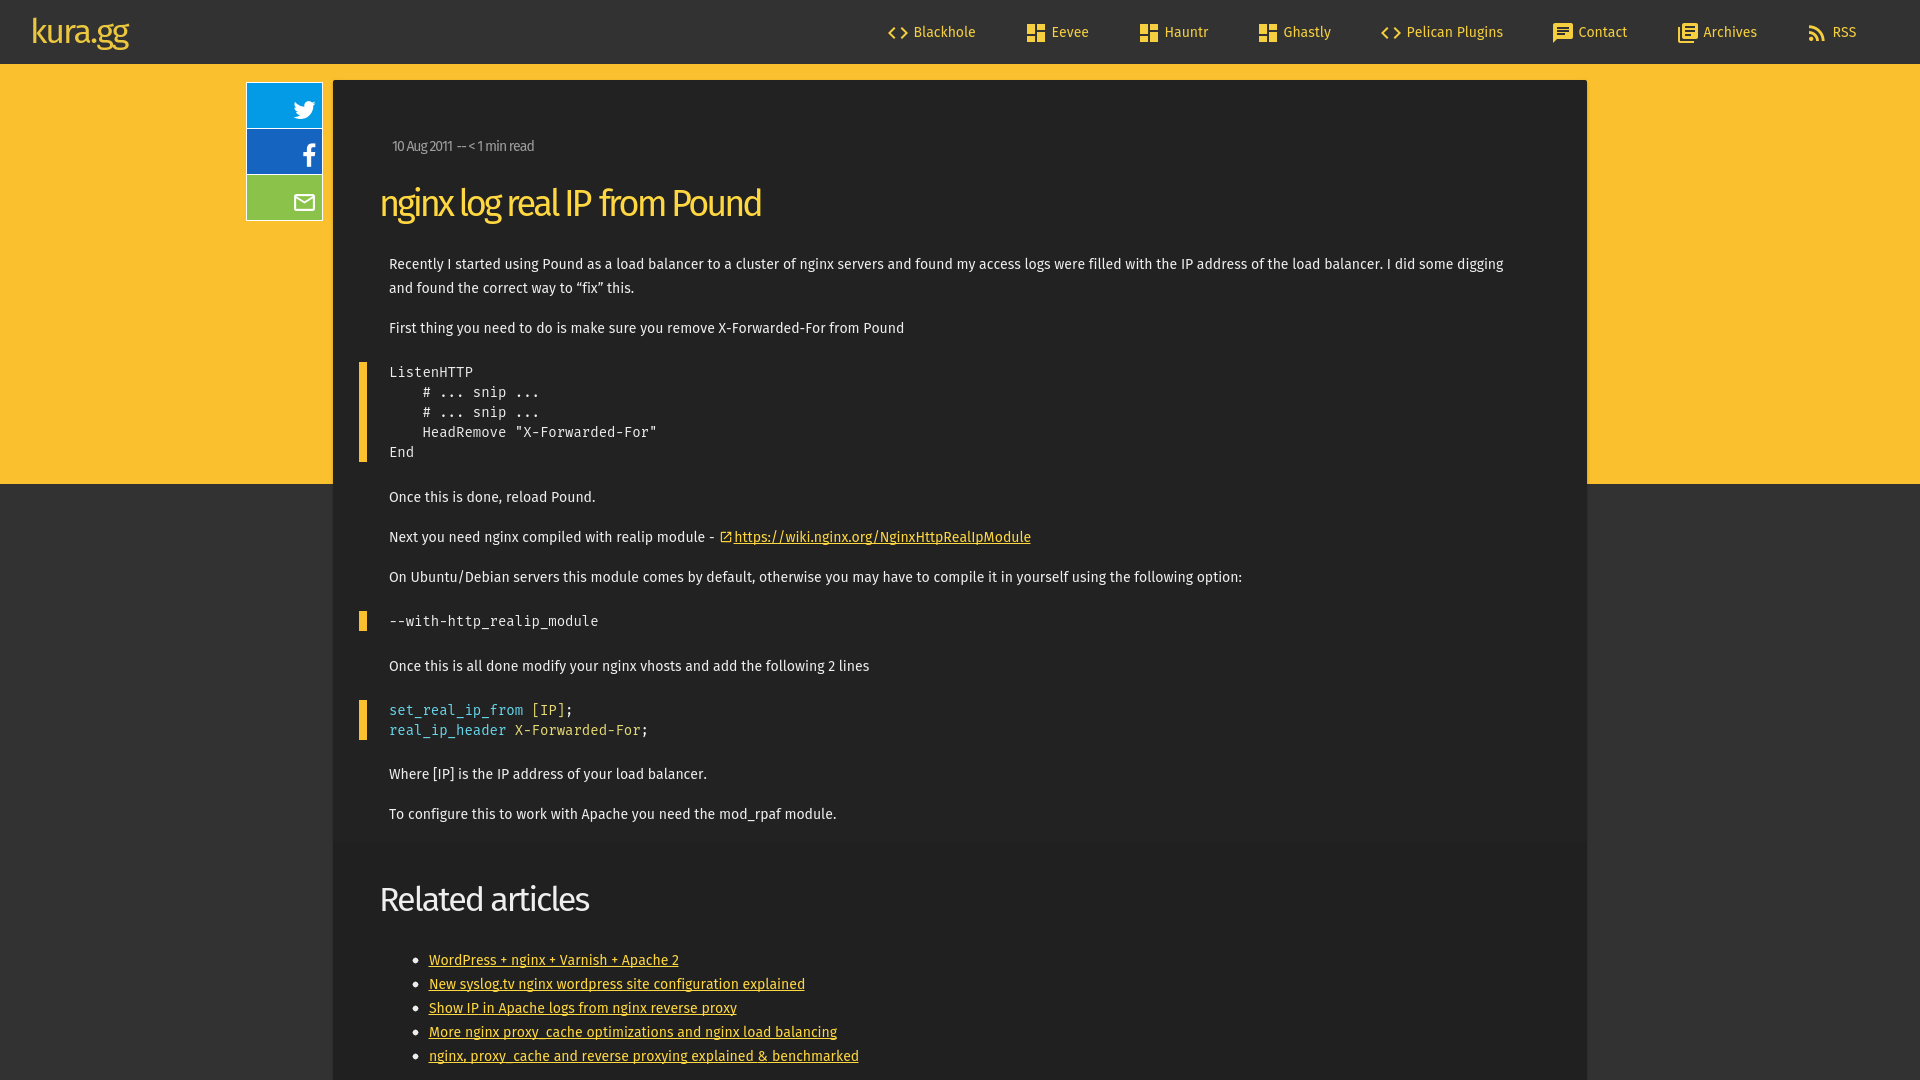 kura.gg
Blackhole
Eevee
Hauntr
Ghastly
Pelican Plugins
Contact
Archives
RSS
10 Aug 2011 -- < 1 min read
nginx log real IP from Pound
Recently I started using Pound as a load balancer to a cluster of nginx servers and found my access logs were filled with the IP address of the load balancer. I did some digging
and found the correct way to “fix” this.
First thing you need to do is make sure you remove X-Forwarded-For from Pound
ListenHTTP
    # ... snip ...
    # ... snip ...
    HeadRemove "X-Forwarded-For"
End
Once this is done, reload Pound.
Next you need nginx compiled with realip module - https://wiki.nginx.org/NginxHttpRealIpModule
On Ubuntu/Debian servers this module comes by default, otherwise you may have to compile it in yourself using the following option:
--with-http_realip_module
Once this is all done modify your nginx vhosts and add the following 2 lines
set_real_ip_from [IP];
real_ip_header X-Forwarded-For;
Where [IP] is the IP address of your load balancer.
To configure this to work with Apache you need the mod_rpaf module.
Related articles
WordPress + nginx + Varnish + Apache 2
New syslog.tv nginx wordpress site configuration explained
Show IP in Apache logs from nginx reverse proxy
More nginx proxy_cache optimizations and nginx load balancing
nginx, proxy_cache and reverse proxying explained & benchmarked